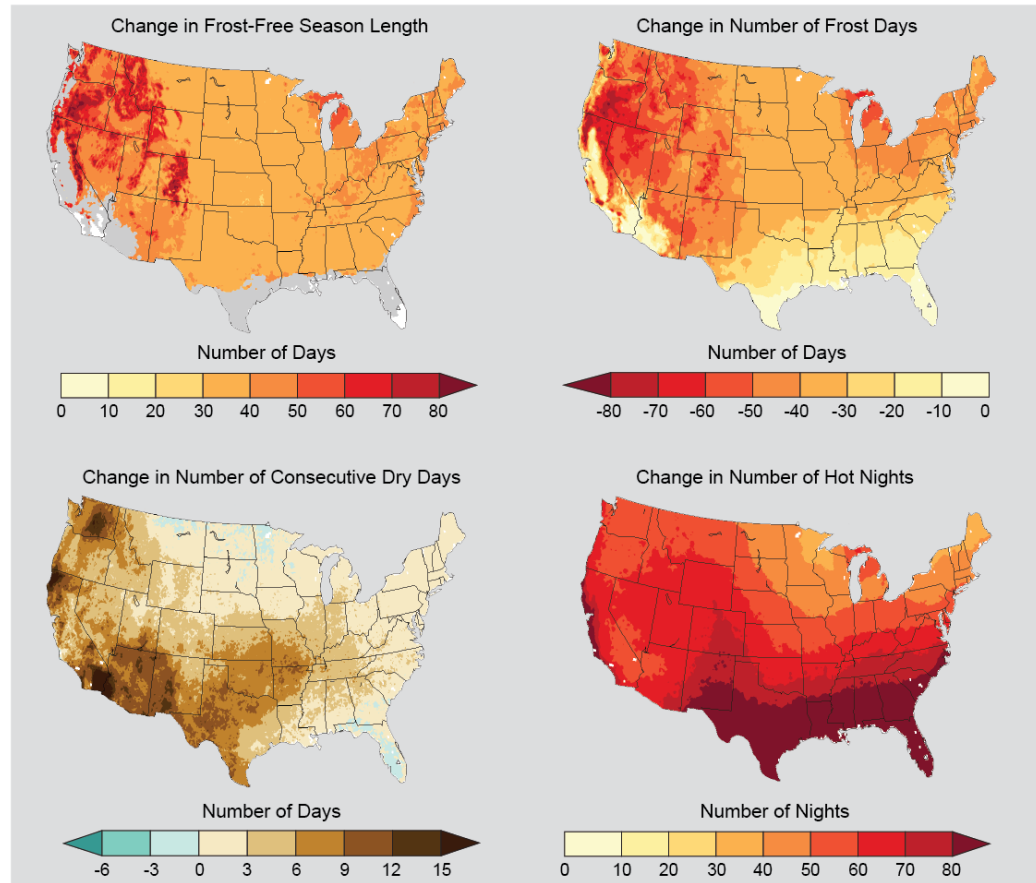 Change in Frost-Free Season Length
Number of Days
0 10 20 30 40 50 60 70 80
Change in Number of Frost Days
Number of Days
-80 -70 -60 -50 -40 -30 -20 -10 0
Change in Number of Consecutive Dry Days
Number of Days
-6 -3 0 3 6 9 12 15
Change in Number of Hot Nights
Number of Nights
0 10 20 30 40 50 60 70 80